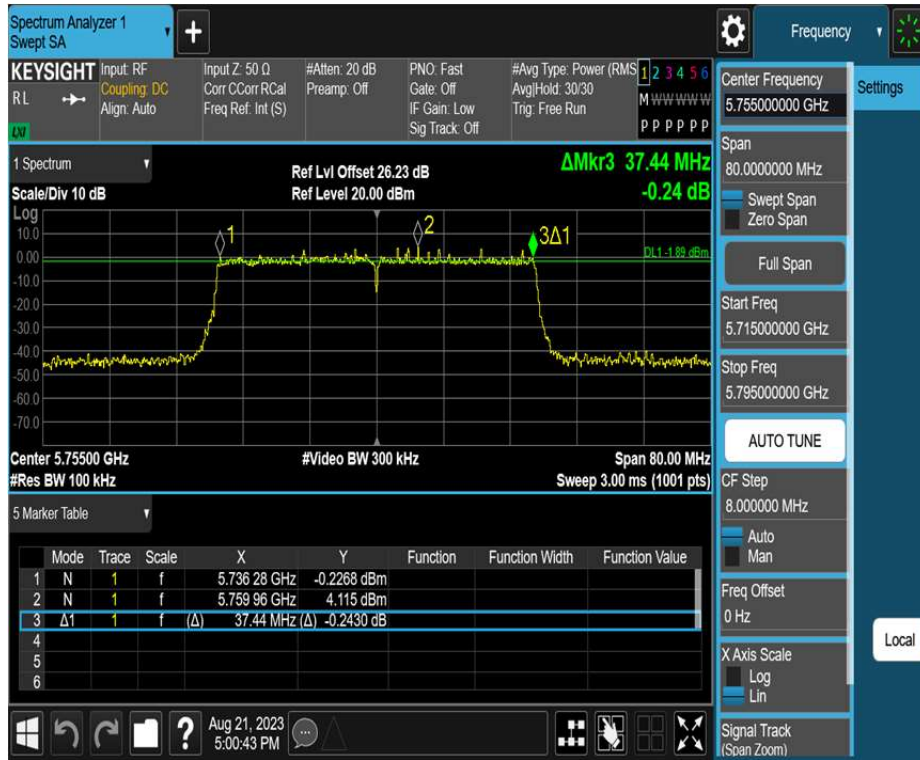 Spectrum Analyzer 1
Swept SA
Frequency
KEYSIGHT
RL
LXI
Input: RF
Coupling: DC
Align: Auto
Input Z: 50 Ω
Corr CCorr RCal
Freq Ref: Int (S)
#Atten: 20 dB
Preamp: Off
PNO: Fast
Gate: Off
IF Gain: Low
Sig Track: Off
#Avg Type: Power (RMS
Avg|Hold: 30/30
Trig: Free Run
1 2 3 4 5 6
M W W W W W
P P P P P P
1 Spectrum
Scale/Div 10 dB
Ref Lvl Offset 26.23 dB
Ref Level 20.00 dBm
ΔMkr3 37.44 MHz
-0.24 dB
Log
10.0
0.00
-10.0
-20.0
-30.0
-40.0
-50.0
-60.0
-70.0
1
2
3Δ1
DL1 -1.89 dBm
Center 5.75500 GHz
#Video BW 300 kHz
Span 80.00 MHz
#Res BW 100 kHz
Sweep 3.00 ms (1001 pts)
5 Marker Table
Mode Trace Scale X Y Function Function Width Function Value
1 N 1 f 5.736 28 GHz -0.2268 dBm
2 N 1 f 5.759 96 GHz 4.115 dBm
3 Δ1 1 f (Δ) 37.44 MHz (Δ) -0.2430 dB
4
5
6
?
Aug 21, 2023
5:00:43 PM
Center Frequency
5.755000000 GHz
Span
80.0000000 MHz
Swept Span
Zero Span
Full Span
Start Freq
5.715000000 GHz
Stop Freq
5.795000000 GHz
AUTO TUNE
CF Step
8.000000 MHz
Auto
Man
Freq Offset
0 Hz
X Axis Scale
Log
Lin
Signal Track
(Span Zoom)
Settings
Local